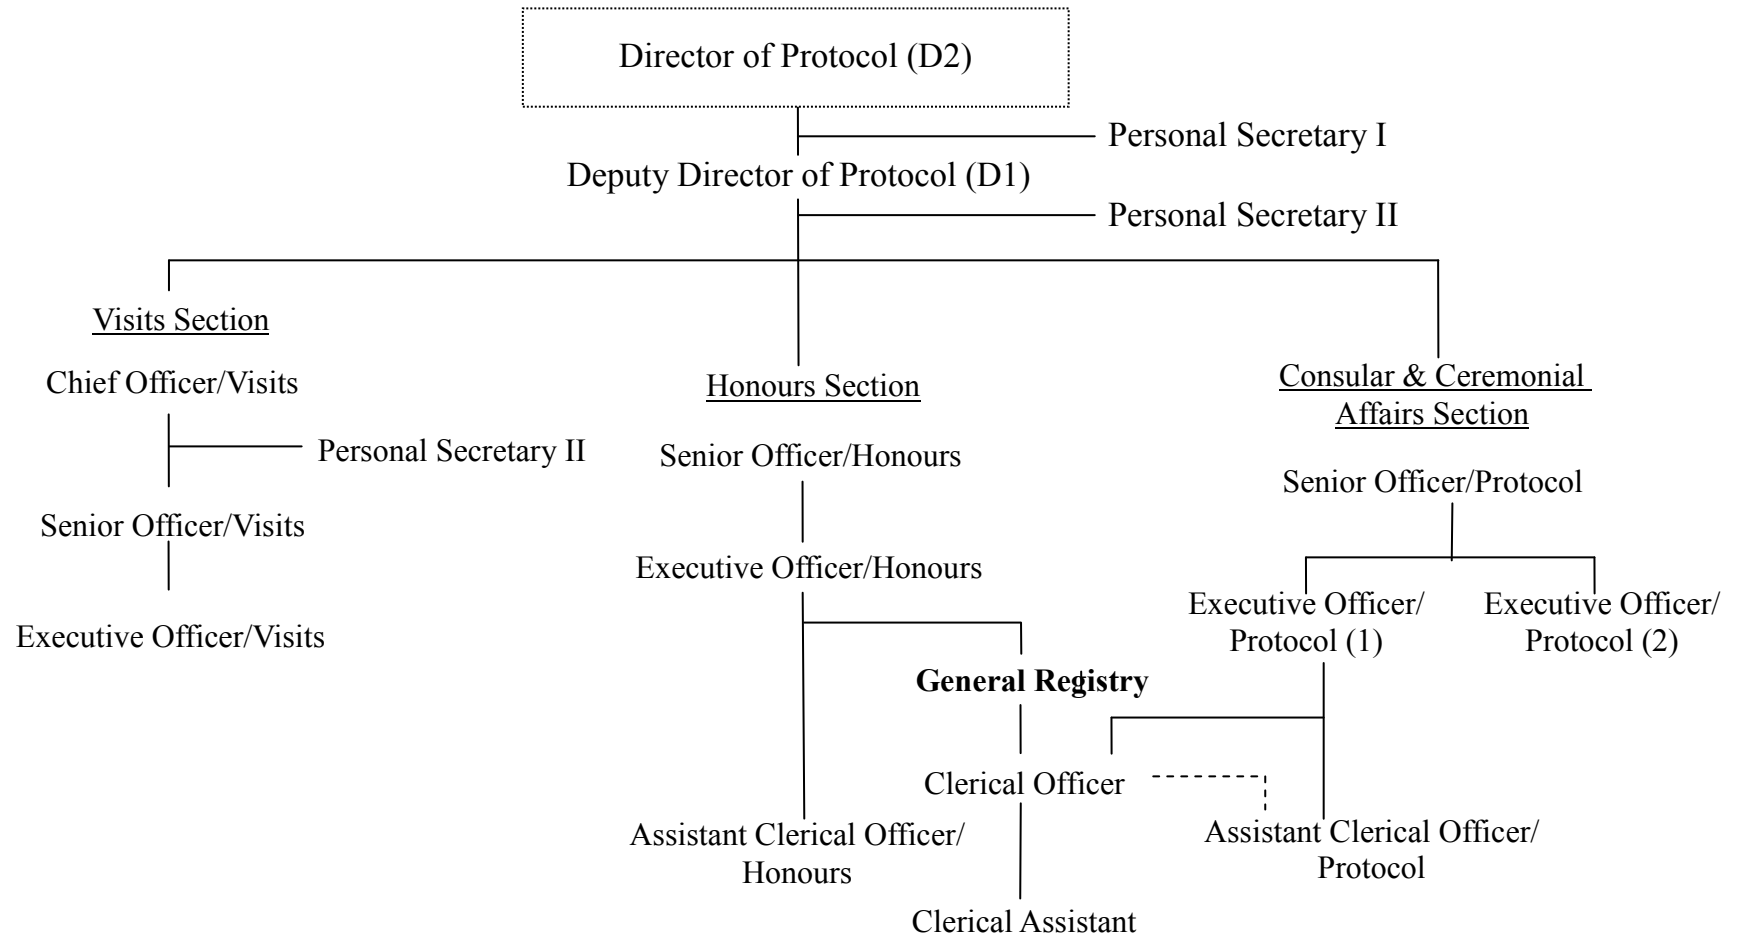 Director of Protocol (D2)
Personal Secretary I
Deputy Director of Protocol (D1)
Personal Secretary II
Visits Section
Chief Officer/Visits
Personal Secretary II
Senior Officer/Visits
Executive Officer/Visits
Honours Section
Senior Officer/Honours
Executive Officer/Honours
General Registry
Clerical Officer
Assistant Clerical Officer/
Honours
Clerical Assistant
Consular & Ceremonial
Affairs Section
Senior Officer/Protocol
Executive Officer/
Protocol (1)
Executive Officer/
Protocol (2)
Assistant Clerical Officer/
Protocol